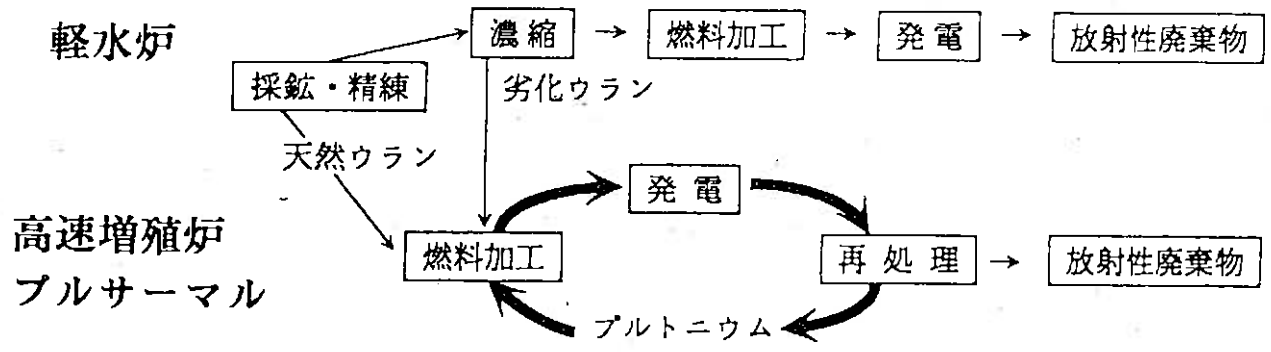 軽水炉
濃縮 → 燃料加工 → 発電 → 放射性廃棄物
採鉱・精練
劣化ウラン
天然ウラン
発電
高速増殖炉
プルサーマル
燃料加工
再処理 → 放射性廃棄物
プルトニウム